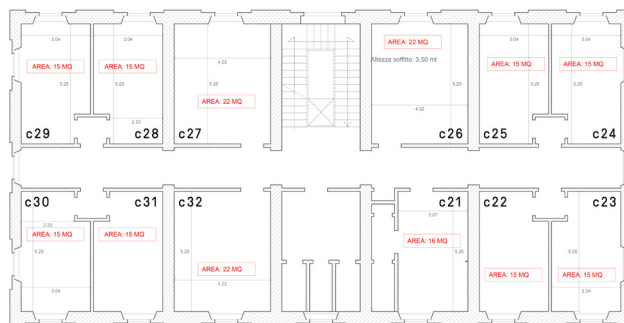 3.04
3.04
AREA: 22 MQ
3.04
3.04
4.22
Altezza soffitto: 3.50 mt
AREA: 15 MQ
AREA: 15 MQ
AREA: 15 MQ
AREA: 15 MQ
5.25
5.25
5.25
5.25
5.25
5.25
AREA: 22 MQ
4.22
2.33
c29
c28
c27
c26
c25
c24
c30
c31
c32
c21
c22
c23
3.07
2.33
AREA: 15 MQ
AREA: 15 MQ
AREA: 16 MQ
5.25
5.25
5.25
5.25
AREA: 22 MQ
AREA: 15 MQ
AREA: 15 MQ
4.22
3.04
3.04